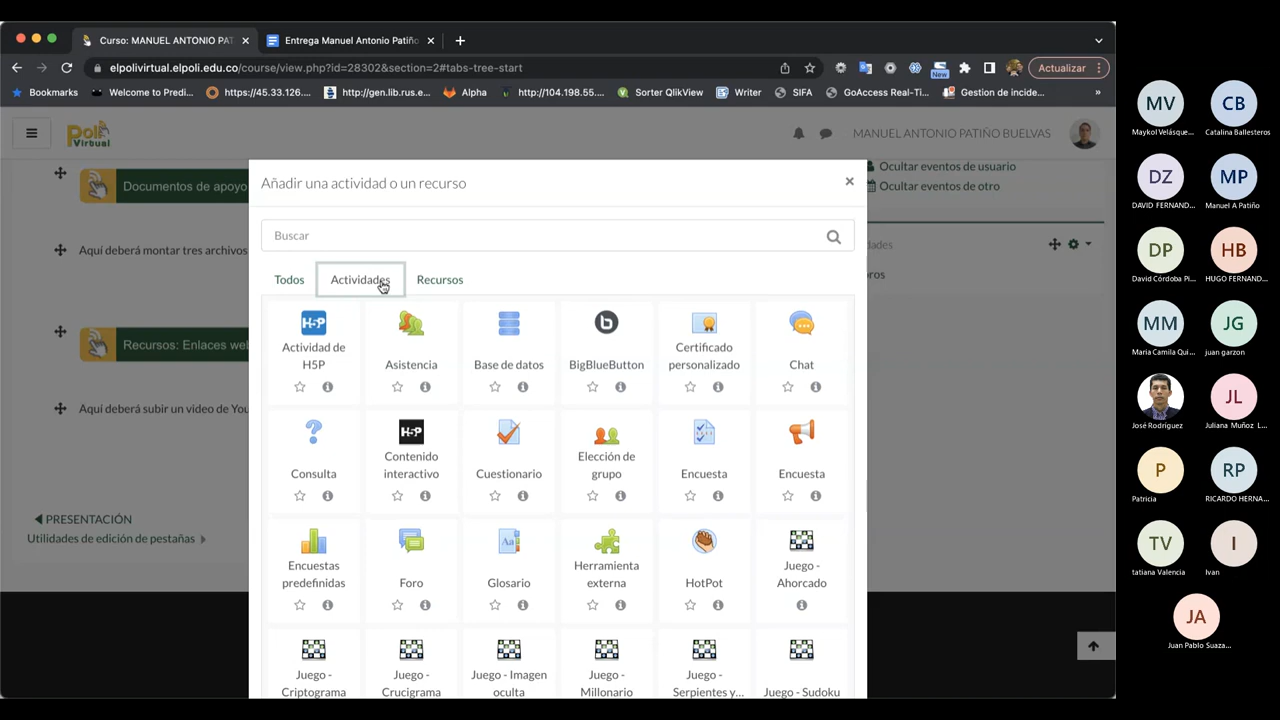 Curso: MANUEL ANTONIO PAT
Entrega Manuel Antonio Patiño
elpolivirtual.elpoli.edu.co/course/view.php?id=28302&section=2#tabs-tree-start
New
Actualizar
Bookmarks
Welcome to Predi...
https://45.33.126....
http://gen.lib.rus.e...
Alpha
http://104.198.55....
Sorter QlikView
Writer
SIFA
GoAccess Real-Ti...
Gestion de incide...
Poli
Virtual
MANUEL ANTONIO PATIÑO BUELVAS
Documentos de apoyo
Aquí deberá montar tres archivos
Recursos: Enlaces web
Aquí deberá subir un video de You
PRESENTACIÓN
Utilidades de edición de pestañas
Ocultar eventos de usuario
Ocultar eventos de otro
dades
ros
Añadir una actividad o un recurso
Buscar
Todos
Actividades
Recursos
H5P
Actividad de
H5P
Asistencia
Base de datos
b
BigBlueButton
Certificado
personalizado
Chat
?
Consulta
H5P
Contenido
interactivo
Cuestionario
Elección de
grupo
Encuesta
Encuesta
Encuestas
predefinidas
Foro
Aa
Glosario
Herramienta
externa
HotPot
Juego -
Ahorcado
Juego -
Criptograma
Juego -
Crucigrama
Juego - Imagen
oculta
Juego -
Millonario
Juego -
Serpientes y...
Juego - Sudoku
MV
Maykol Velásque...
CB
Catalina Ballesteros
DZ
DAVID FERNAND...
MP
Manuel A Patiño
DP
David Córdoba Pi...
HB
HUGO FERNAND...
MM
Maria Camila Qui...
JG
juan garzon
José Rodríguez
JL
Juliana Muñoz L...
P
Patricia
RP
RICARDO HERNA...
TV
tatiana Valencia
I
Ivan
JA
Juan Pablo Suaza...